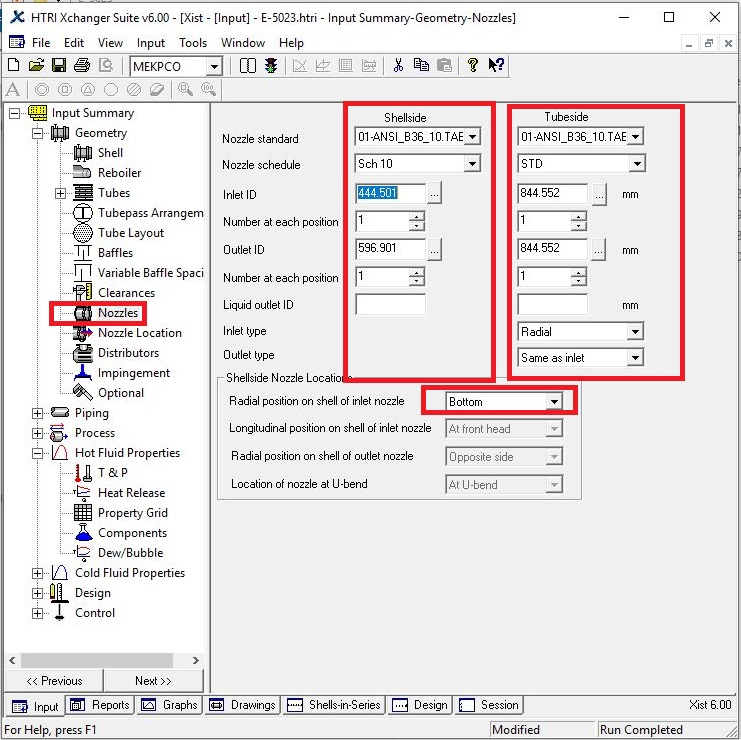 HTRI Xchanger Suite v6.00 - [Xist - [Input] - E-5023.htri - Input Summary-Geometry-Nozzles]
File Edit View Input Tools Window Help
MEKPCO
Input Summary
Geometry
Shell
Reboiler
Tubes
Tubepass Arrangem
Tube Layout
Baffles
Variable Baffle Spaci
Clearances
Nozzles
Nozzle Location
Distributors
Impingement
Optional
Piping
Process
Hot Fluid Properties
T & P
Heat Release
Property Grid
Components
Dew/Bubble
Cold Fluid Properties
Design
Control
<< Previous Next >>
Shellside Tubeside
Nozzle standard 01-ANSI_B36_10.TAE 01-ANSI_B36_10.TAE
Nozzle schedule Sch 10 STD
Inlet ID 444.501 ... 844.552 ... mm
Number at each position 1 1
Outlet ID 596.901 ... 844.552 ... mm
Number at each position 1 1
Liquid outlet ID mm
Inlet type Radial
Outlet type Same as inlet
Shellside Nozzle Location
Radial position on shell of inlet nozzle Bottom
Longitudinal position on shell of inlet nozzle At front head
Radial position on shell of outlet nozzle Opposite side
Location of nozzle at U-bend At U-bend
Input Reports Graphs Drawings Shells-in-Series Design Session Xist 6.00
For Help, press F1 Modified Run Completed